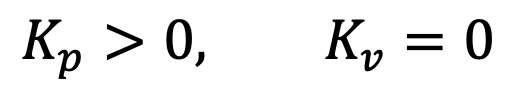 Kₚ > 0, Kᵥ = 0